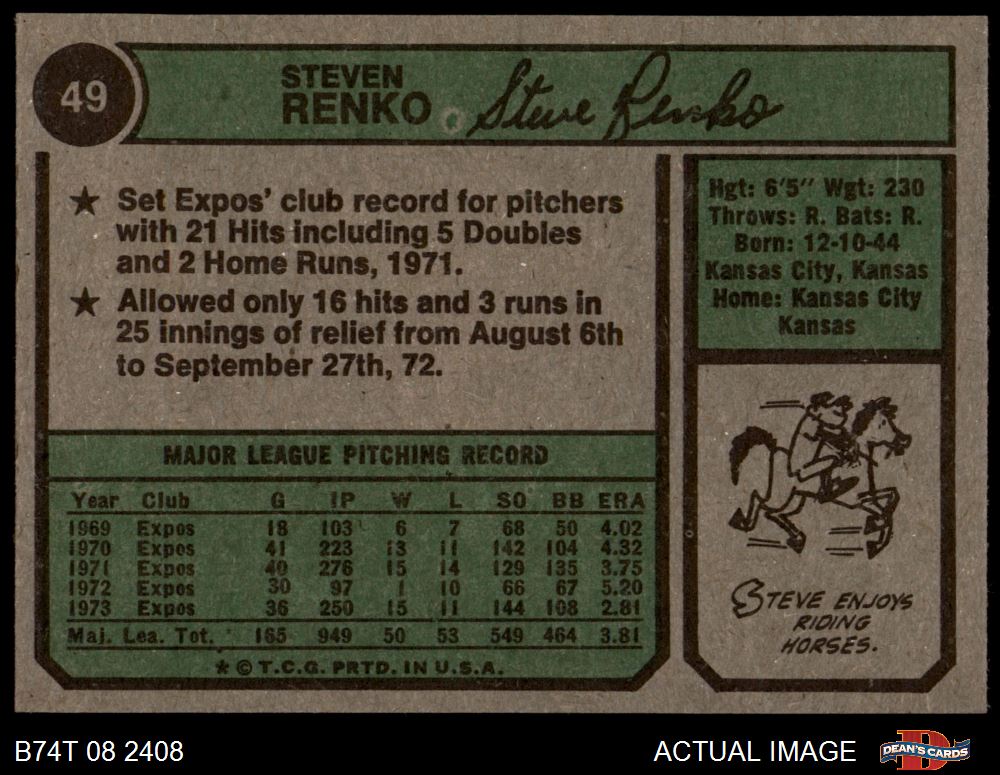 49
STEVEN
RENKO
Steve Renko
★ Set Expos' club record for pitchers
with 21 Hits including 5 Doubles
and 2 Home Runs, 1971.
★ Allowed only 16 hits and 3 runs in
25 innings of relief from August 6th
to September 27th, 72.
Hgt: 6'5" Wgt: 230
Throws: R. Bats: R.
Born: 12-10-44
Kansas City, Kansas
Home: Kansas City
Kansas
MAJOR LEAGUE PITCHING RECORD
Year Club G IP W L SO BB ERA
1969 Expos 18 103 6 7 68 50 4.02
1970 Expos 41 223 13 11 142 104 4.32
1971 Expos 40 276 15 14 129 135 3.75
1972 Expos 30 97 1 10 66 67 5.20
1973 Expos 36 250 15 11 144 108 2.81
Maj. Lea. Tot. 165 949 50 53 549 464 3.81
* © T.C.G. PRTD. IN U.S.A.
STEVE ENJOYS
RIDING
HORSES.
B74T 08 2408
ACTUAL IMAGE
DEAN'S CARDS